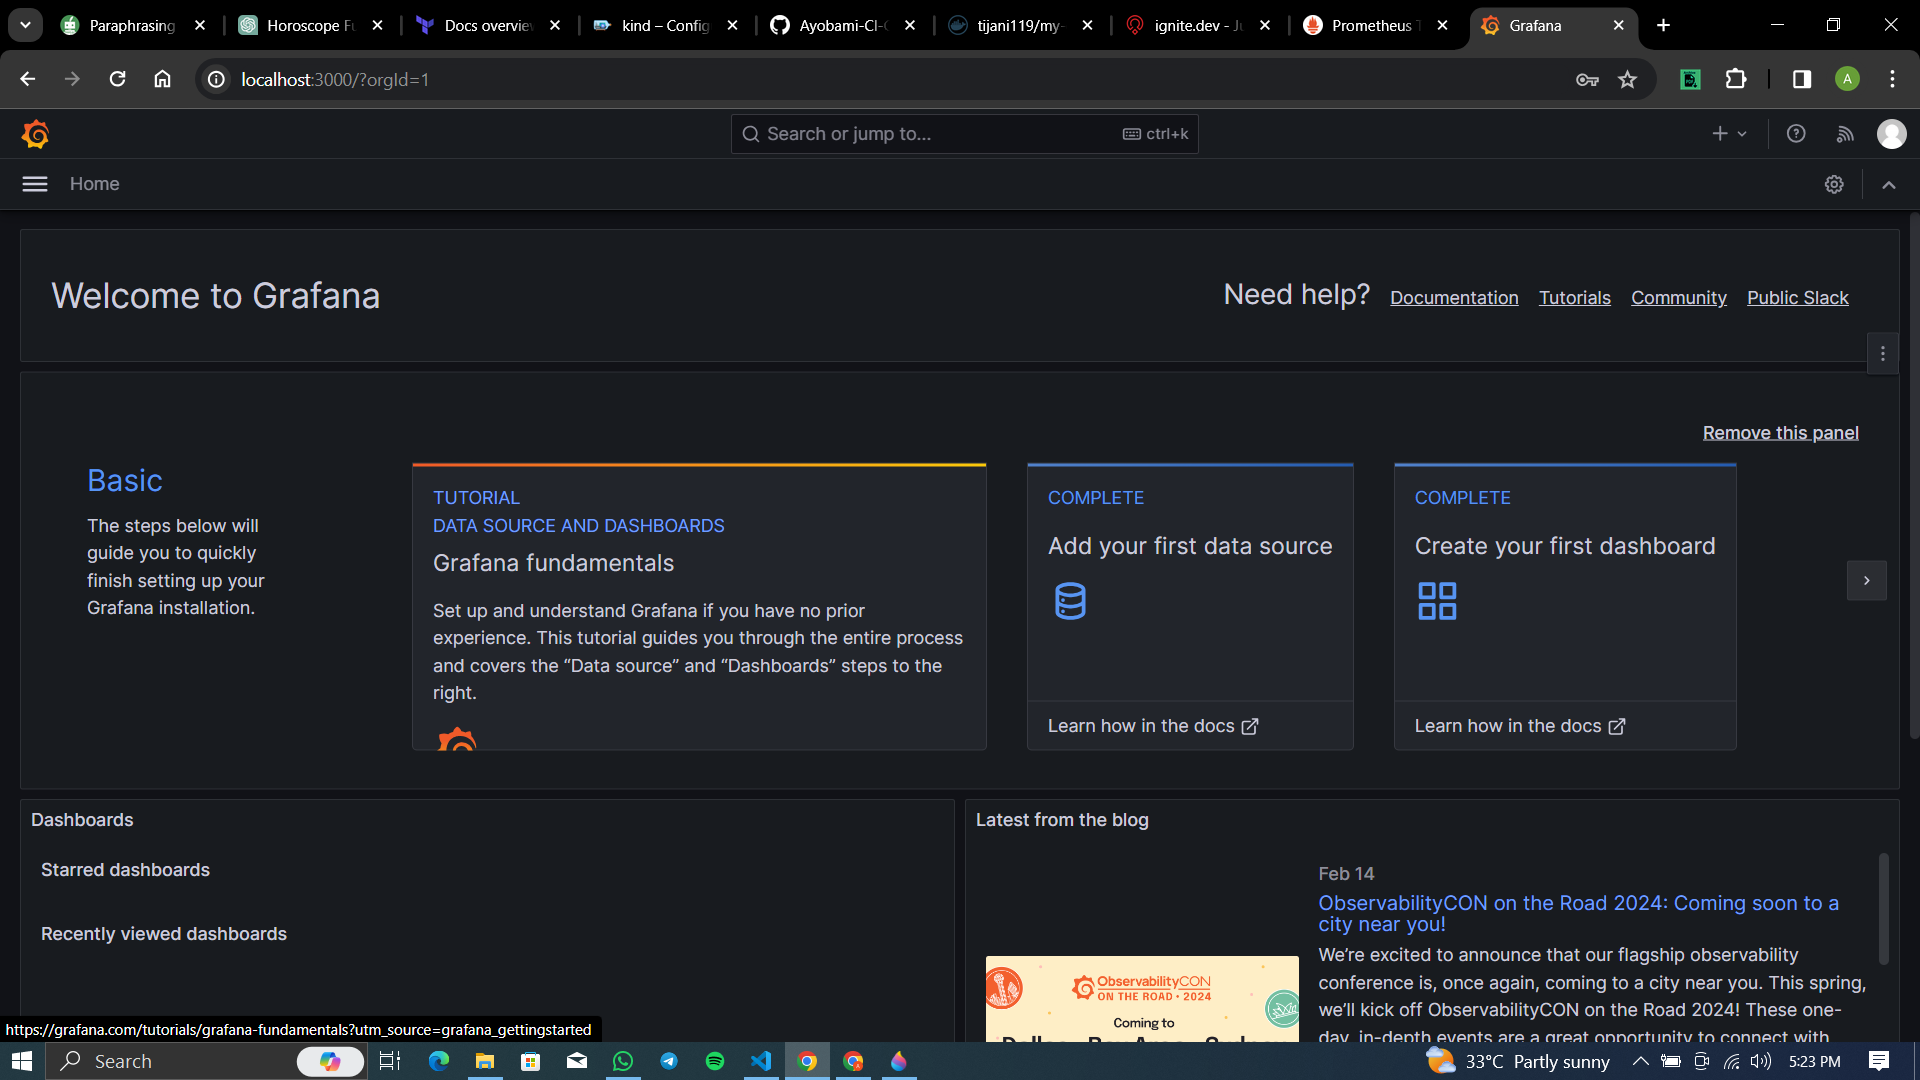 Paraphrasing
Horoscope Fu
Docs overview
kind – Config
Ayobami-CI-C
tijani119/my-
ignite.dev - Ju
Prometheus T
Grafana
localhost:3000/?orgId=1
A
Search or jump to...
ctrl+k
Home
Welcome to Grafana
Need help? Documentation Tutorials Community Public Slack
Remove this panel
Basic
The steps below will
guide you to quickly
finish setting up your
Grafana installation.
TUTORIAL
DATA SOURCE AND DASHBOARDS
Grafana fundamentals
Set up and understand Grafana if you have no prior
experience. This tutorial guides you through the entire process
and covers the “Data source” and “Dashboards” steps to the
right.
COMPLETE
Add your first data source
Learn how in the docs
COMPLETE
Create your first dashboard
Learn how in the docs
Dashboards
Starred dashboards
Recently viewed dashboards
Latest from the blog
Feb 14
ObservabilityCON on the Road 2024: Coming soon to a
city near you!
We’re excited to announce that our flagship observability
conference is, once again, coming to a city near you. This spring,
we’ll kick off ObservabilityCON on the Road 2024! These one-
day, in-depth events are a great opportunity to connect with
ObservabilityCON
ON THE ROAD • 2024
Coming to
https://grafana.com/tutorials/grafana-fundamentals?utm_source=grafana_gettingstarted
Search
33°C Partly sunny
5:23 PM